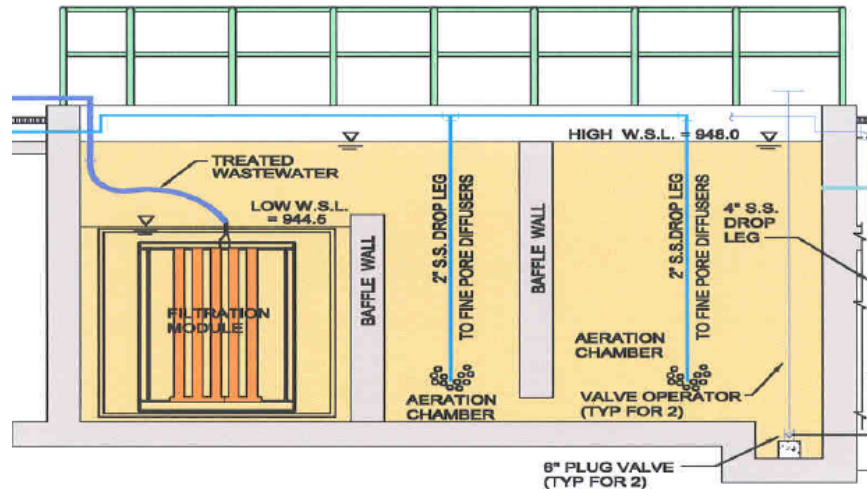 HIGH W.S.L. = 948.0
TREATED
WASTEWATER
LOW W.S.L.
= 944.5
FILTRATION
MODULE
BAFFLE WALL
2" S.S. DROP LEG
TO FINE PORE DIFFUSERS
AERATION
CHAMBER
BAFFLE WALL
2" S.S. DROP LEG
TO FINE PORE DIFFUSERS
4" S.S.
DROP
LEG
AERATION
CHAMBER
VALVE OPERATOR
(TYP FOR 2)
6" PLUG VALVE
(TYP FOR 2)